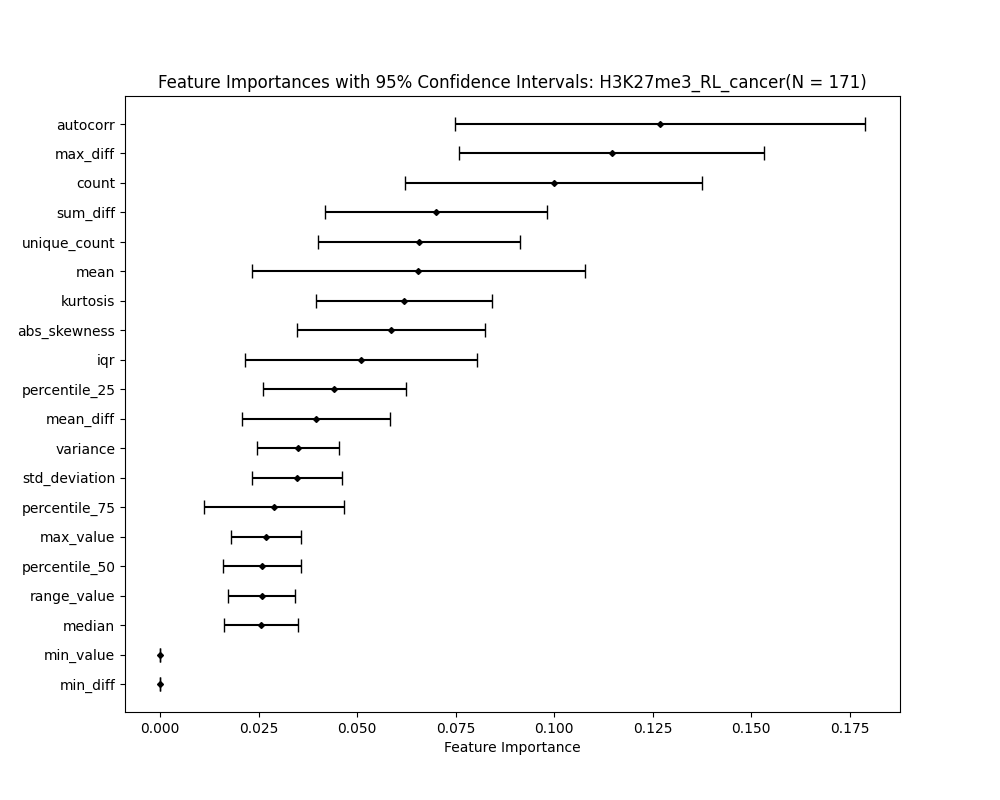 Feature Importances with 95% Confidence Intervals: H3K27me3_RL_cancer(N = 171)
autocorr
max_diff
count
sum_diff
unique_count
mean
kurtosis
abs_skewness
iqr
percentile_25
mean_diff
variance
std_deviation
percentile_75
max_value
percentile_50
range_value
median
min_value
min_diff
0.000 0.025 0.050 0.075 0.100 0.125 0.150 0.175
Feature Importance